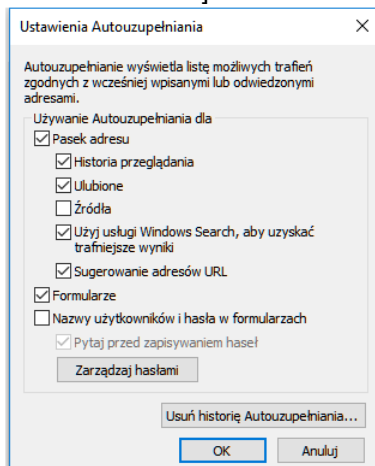 Ustawienia Autouzupełniania
Autouzupełnianie wyświetla listę możliwych trafień
zgodnych z wcześniej wpisanymi lub odwiedzonymi
adresami.
Używanie Autouzupełniania dla
Pasek adresu
Historia przeglądania
Ulubione
Źródła
Użyj usługi Windows Search, aby uzyskać
trafniejsze wyniki
Sugerowanie adresów URL
Formularze
Nazwy użytkowników i hasła w formularzach
Pytaj przed zapisywaniem haseł
Zarządzaj hasłami
Usuń historię Autouzupełniania...
OK Anuluj